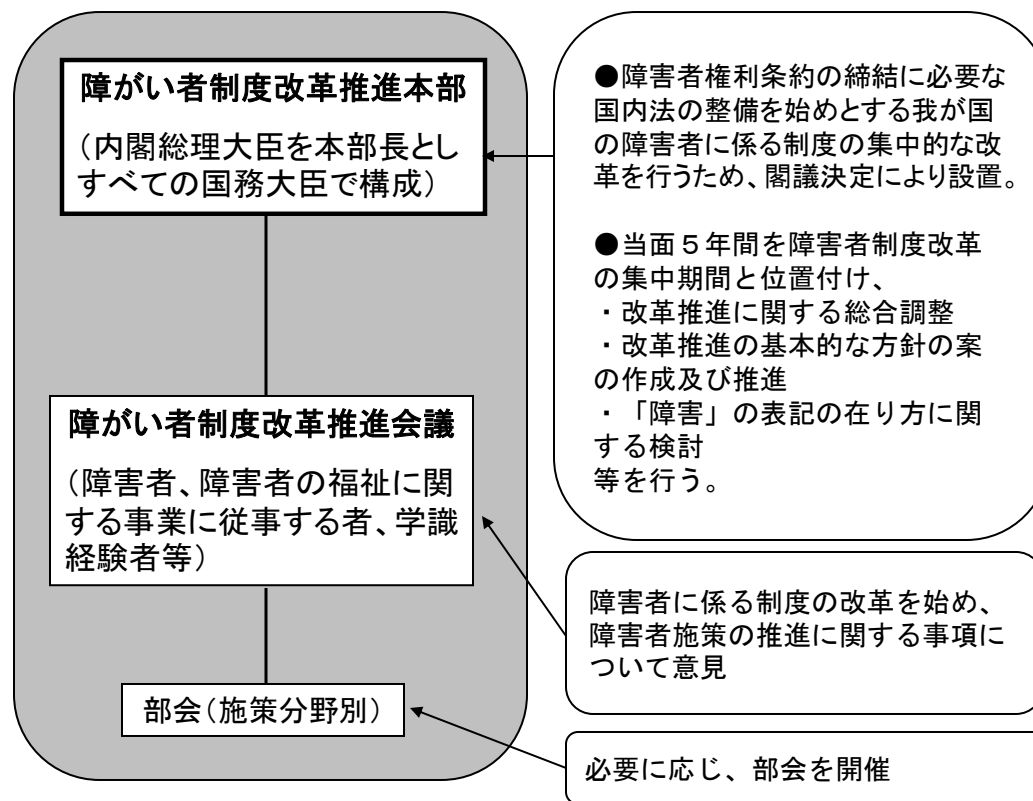 障がい者制度改革推進本部
（内閣総理大臣を本部長とし
すべての国務大臣で構成）
●障害者権利条約の締結に必要な
国内法の整備を始めとする我が国
の障害者に係る制度の集中的な改
革を行うため、閣議決定により設置。
●当面５年間を障害者制度改革
の集中期間と位置付け、
・改革推進に関する総合調整
・改革推進の基本的な方針の案
の作成及び推進
・「障害」の表記の在り方に関
する検討
等を行う。
障がい者制度改革推進会議
（障害者、障害者の福祉に関
する事業に従事する者、学識
経験者等）
障害者に係る制度の改革を始め、
障害者施策の推進に関する事項に
ついて意見
部会（施策分野別）
必要に応じ、部会を開催